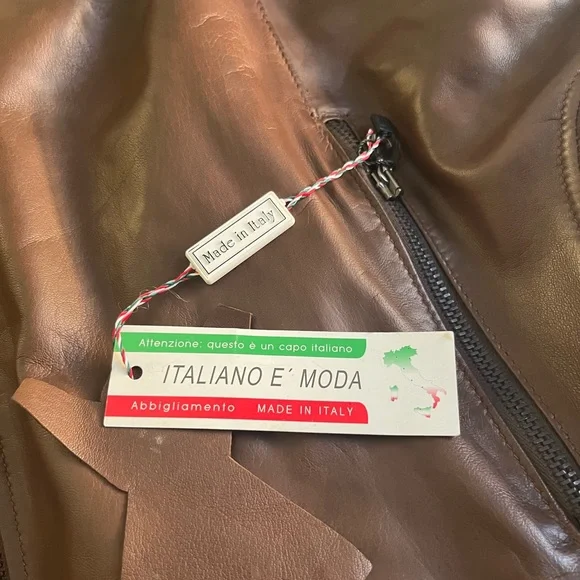 Made in Italy
Attenzione: questo è un capo italiano
ITALIANO E´ MODA
Abbigliamento MADE IN ITALY